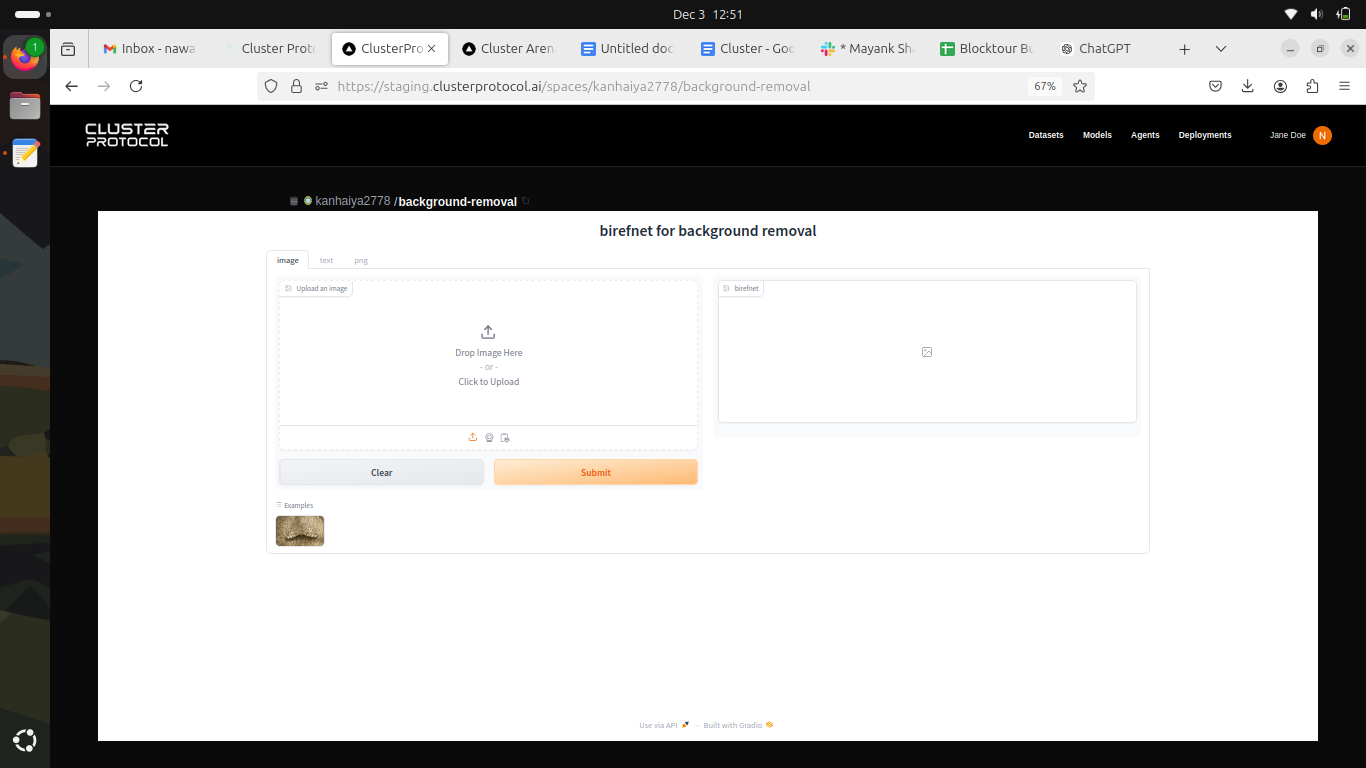 Dec 3 12:51
1
Inbox - nawa
Cluster Proto
ClusterPro
Cluster Aren
Untitled doc
Cluster - Goo
* Mayank Sha
Blocktour Bu
ChatGPT
https://staging.clusterprotocol.ai/spaces/kanhaiya2778/background-removal
67%
CLUSTER
PROTOCOL
Datasets
Models
Agents
Deployments
Jane Doe
N
kanhaiya2778 /background-removal
birefnet for background removal
image
text
png
Upload an image
birefnet
Drop Image Here
- or -
Click to Upload
Clear
Submit
Examples
Use via API · Built with Gradio